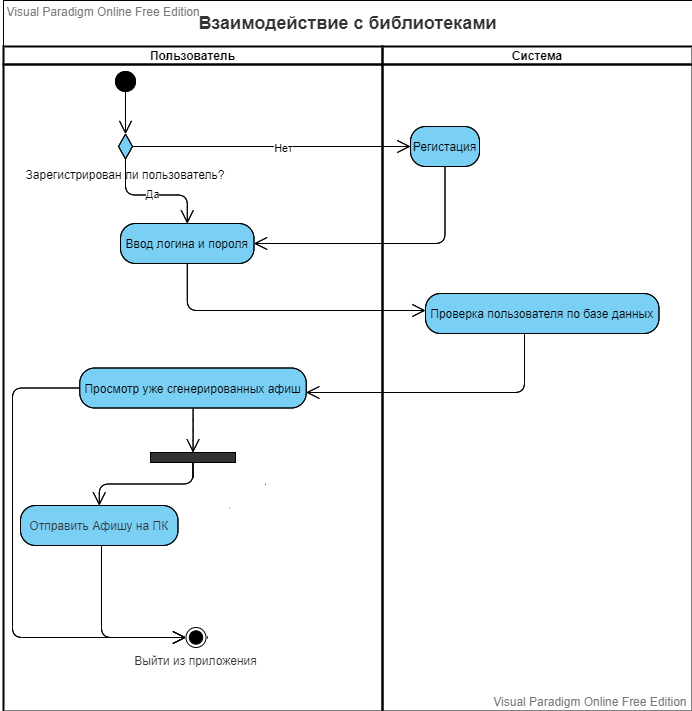 Visual Paradigm Online Free Edition
Взаимодействие с библиотеками
Пользователь
Система
Нет
Регистация
Зарегистрирован ли пользователь?
Да
Ввод логина и пороля
Проверка пользователя по базе данных
Просмотр уже сгенерированных афиш
Отправить Афишу на ПК
Выйти из приложения
Visual Paradigm Online Free Edition